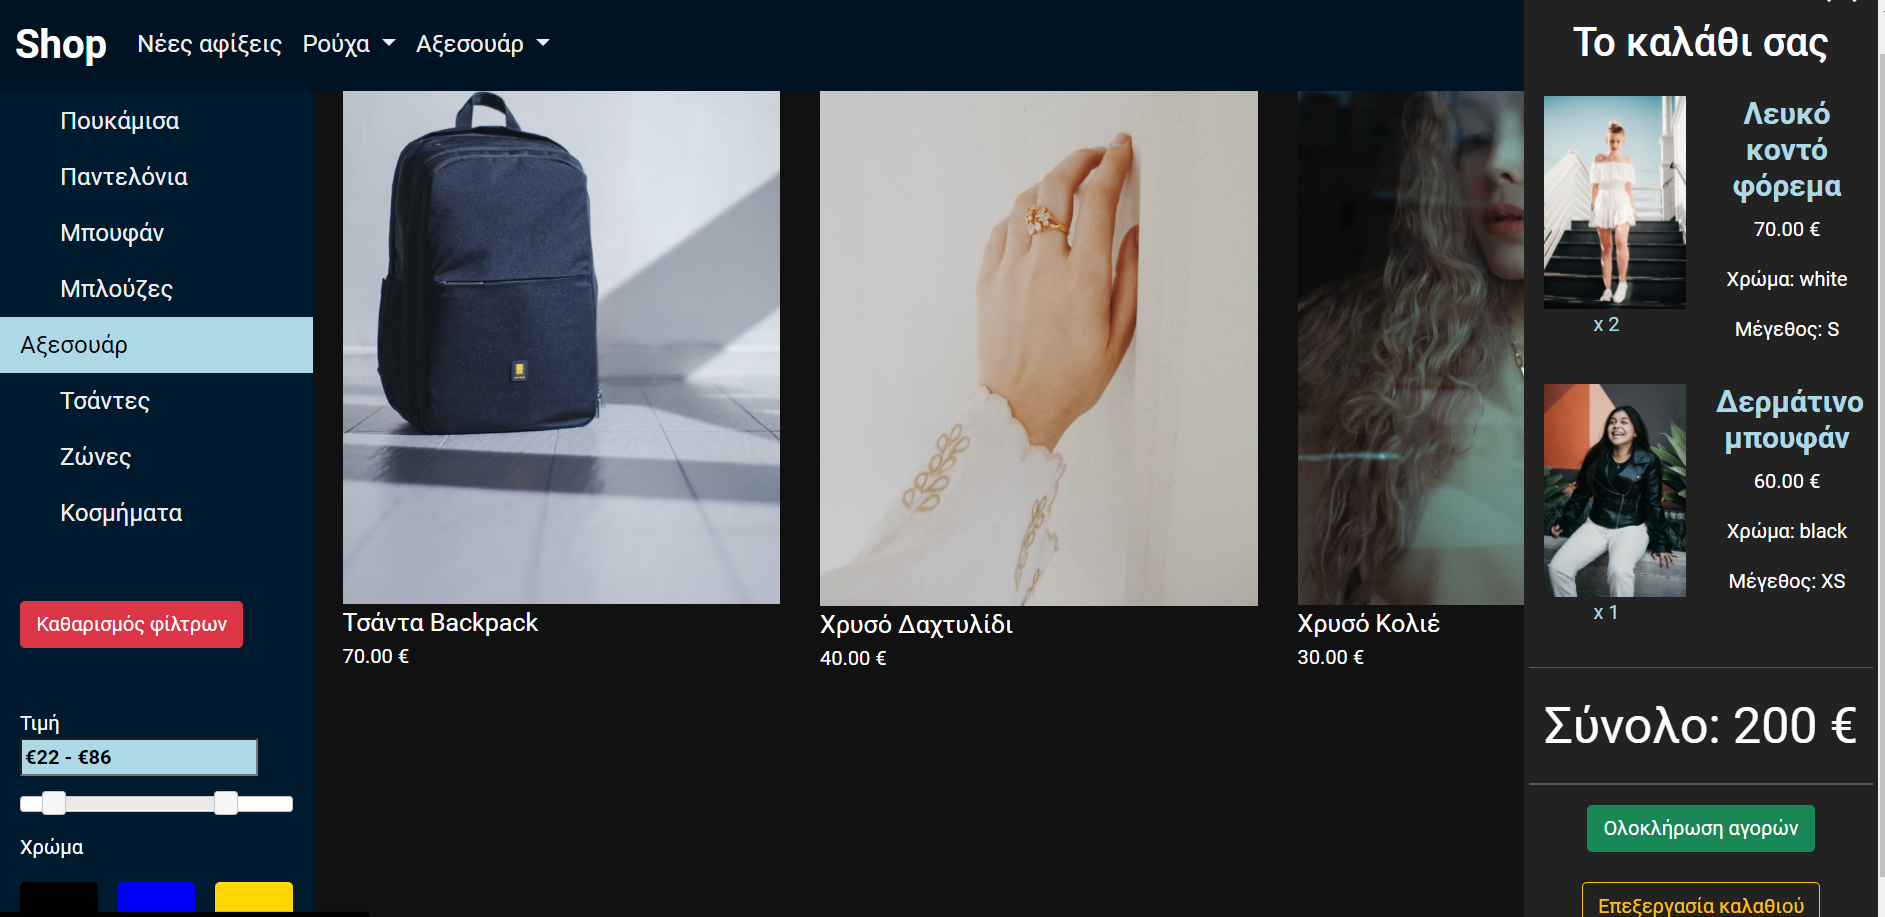 Shop
Νέες αφίξεις
Ρούχα
Αξεσουάρ
Πουκάμισα
Παντελόνια
Μπουφάν
Μπλούζες
Αξεσουάρ
Τσάντες
Ζώνες
Κοσμήματα
Καθαρισμός φίλτρων
Τιμή
€22 - €86
Χρώμα
Τσάντα Backpack
70.00 €
Χρυσό Δαχτυλίδι
40.00 €
Χρυσό Κολιέ
30.00 €
Το καλάθι σας
Λευκό
κοντό
φόρεμα
70.00 €
Χρώμα: white
Μέγεθος: S
x 2
Δερμάτινο
μπουφάν
60.00 €
Χρώμα: black
Μέγεθος: XS
x 1
Σύνολο: 200 €
Ολοκλήρωση αγορών
Επεξεργασία καλαθιού